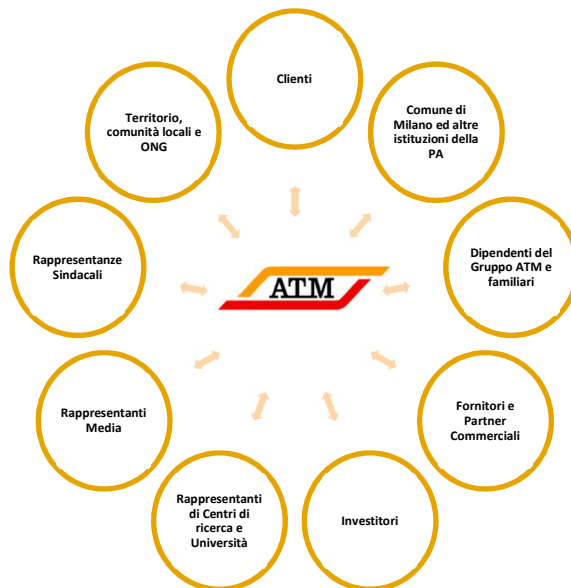 Clienti
Comune di
Milano ed altre
istituzioni della
PA
Dipendenti del
Gruppo ATM e
familiari
Fornitori e
Partner
Commerciali
Investitori
Rappresentanti
di Centri di
ricerca e
Università
Rappresentanti
Media
Rappresentanze
Sindacali
Territorio,
comunità locali e
ONG
ATM